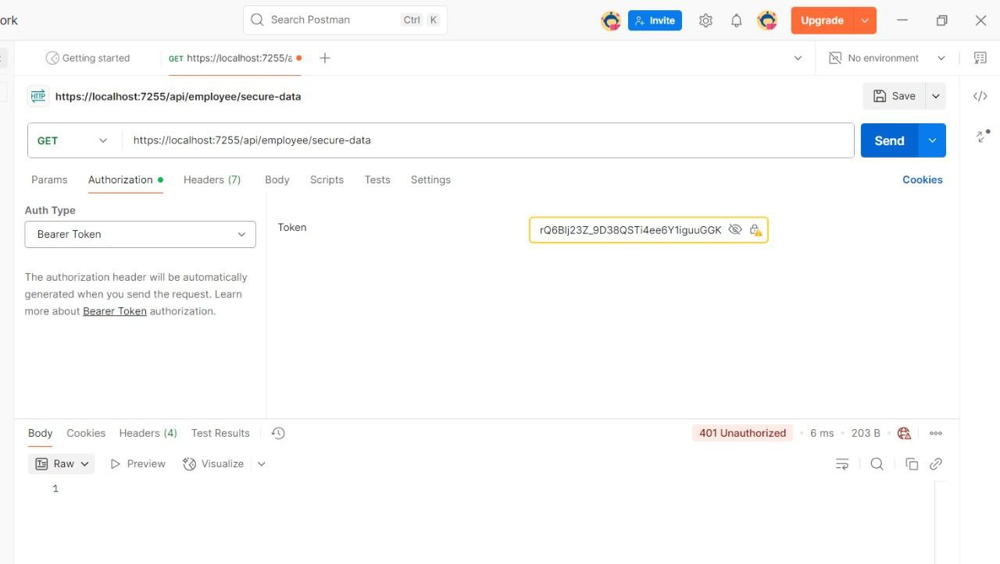 ork
Search Postman Ctrl K
Invite
Upgrade
Getting started
GET https://localhost:7255/a
No environment
HTTP https://localhost:7255/api/employee/secure-data
Save
GET https://localhost:7255/api/employee/secure-data
Send
Params Authorization Headers (7) Body Scripts Tests Settings Cookies
Auth Type
Bearer Token
Token
rQ6Blj23Z_9D38QSTi4ee6Y1iguuGGK
The authorization header will be automatically
generated when you send the request. Learn
more about Bearer Token authorization.
Body Cookies Headers (4) Test Results
401 Unauthorized • 6 ms • 203 B
Raw Preview Visualize
1